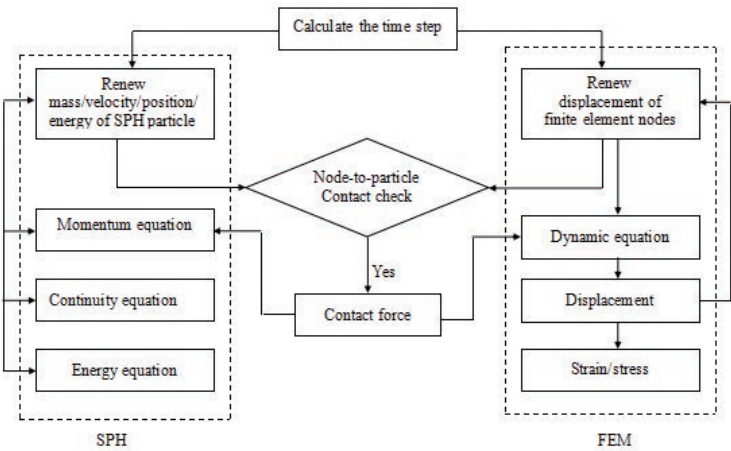 Calculate the time step
Renew
mass/velocity/position/
energy of SPH particle
Renew
displacement of
finite element nodes
Node-to-particle
Contact check
Momentum equation
Dynamic equation
Yes
Continuity equation
Contact force
Displacement
Energy equation
Strain/stress
SPH
FEM